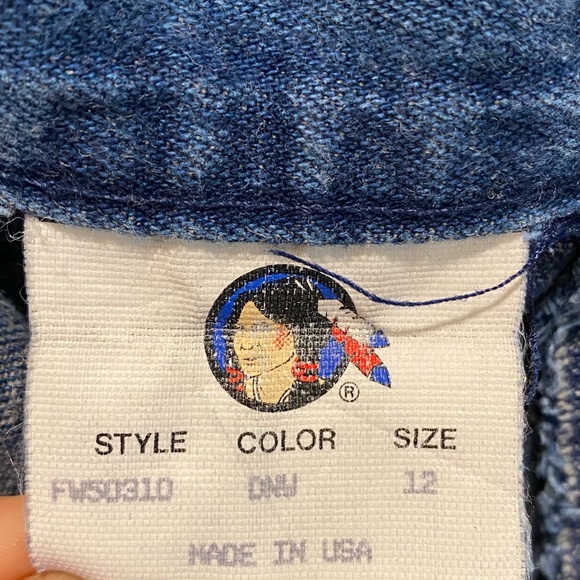 ®
STYLE COLOR SIZE
FW50310 DNW 12
MADE IN USA